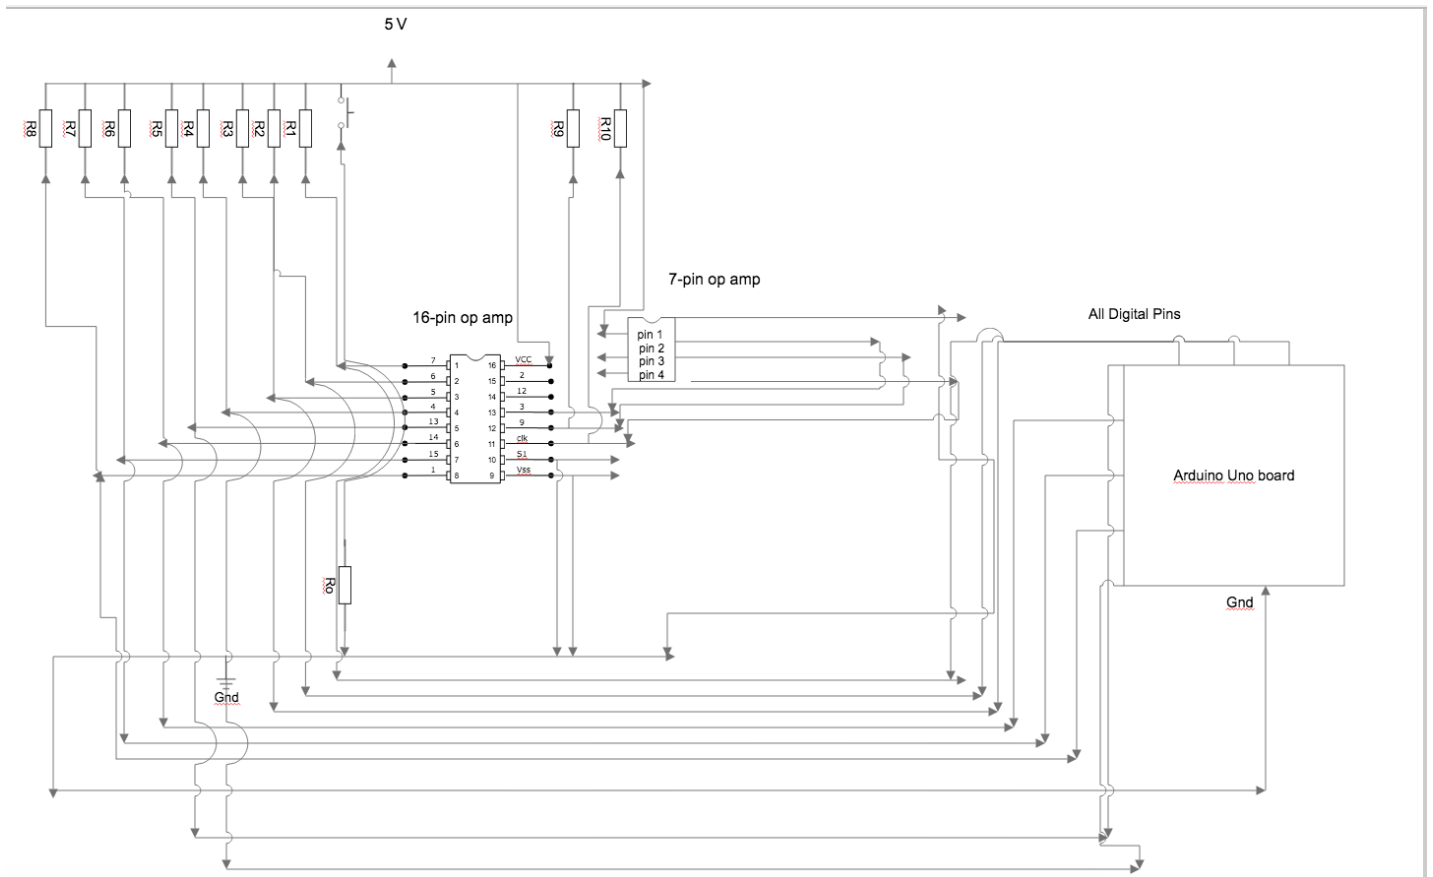 5 V
R8
R7
R6
R5
R4
R3
R2
R1
R9
R10
7-pin op amp
16-pin op amp
All Digital Pins
pin 1
pin 2
pin 3
pin 4
7 1 16 VCC
6 2 15 2
5 3 14 12
4 4 13 3
13 5 12 9
14 6 11 clk
15 7 10 S1
1 8 9 Vss
Arduino Uno board
Ro
Gnd
Gnd